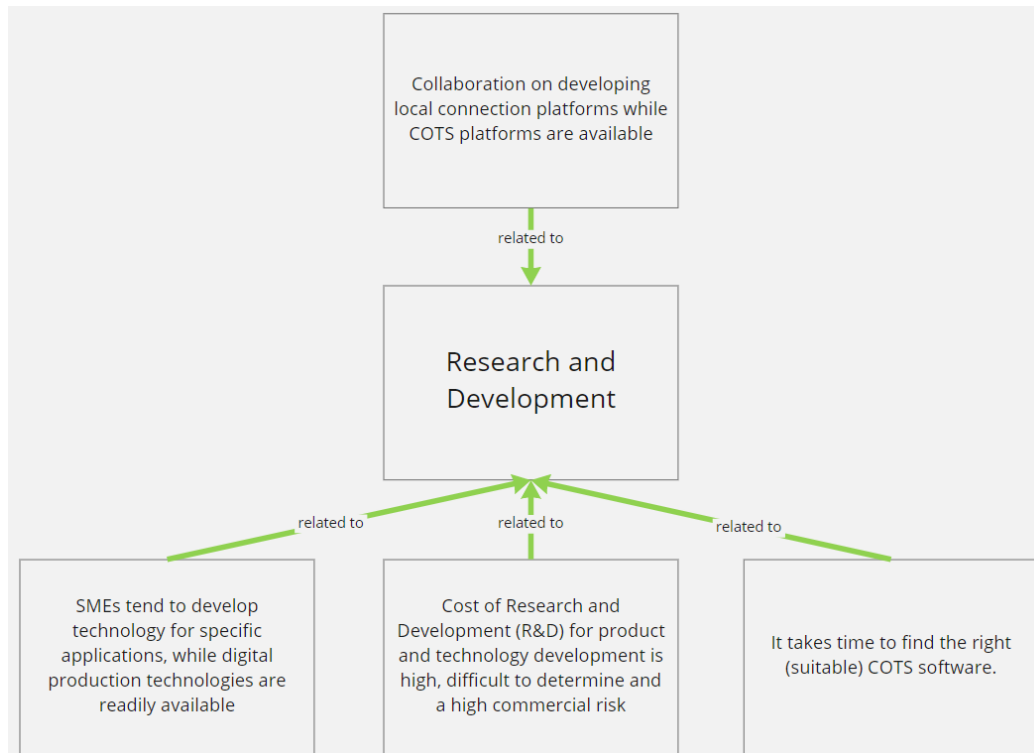 Collaboration on developing
local connection platforms while
COTS platforms are available
related to
Research and
Development
related to
related to
related to
SMEs tend to develop
technology for specific
applications, while digital
production technologies are
readily available
Cost of Research and
Development (R&D) for product
and technology development is
high, difficult to determine and
a high commercial risk
It takes time to find the right
(suitable) COTS software.